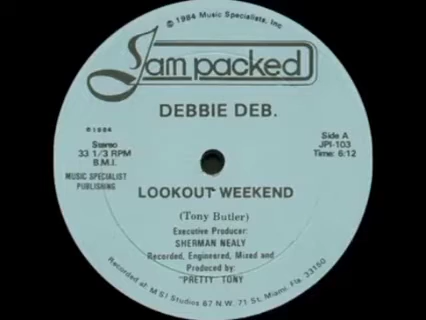 © 1984 Music Specialists, Inc.
Jampacked
DEBBIE DEB.
℗ 1984
Stereo
33 1/3 RPM
B.M.I.
MUSIC SPECIALIST
PUBLISHING
Side A
JPI-103
Time: 6:12
LOOKOUT WEEKEND
(Tony Butler)
Executive Producer:
SHERMAN NEALY
Recorded, Engineered, Mixed and
Produced by:
"PRETTY" TONY
Recorded at: M S I Studios 67 N.W. 71 St. Miami, Fla. 33150